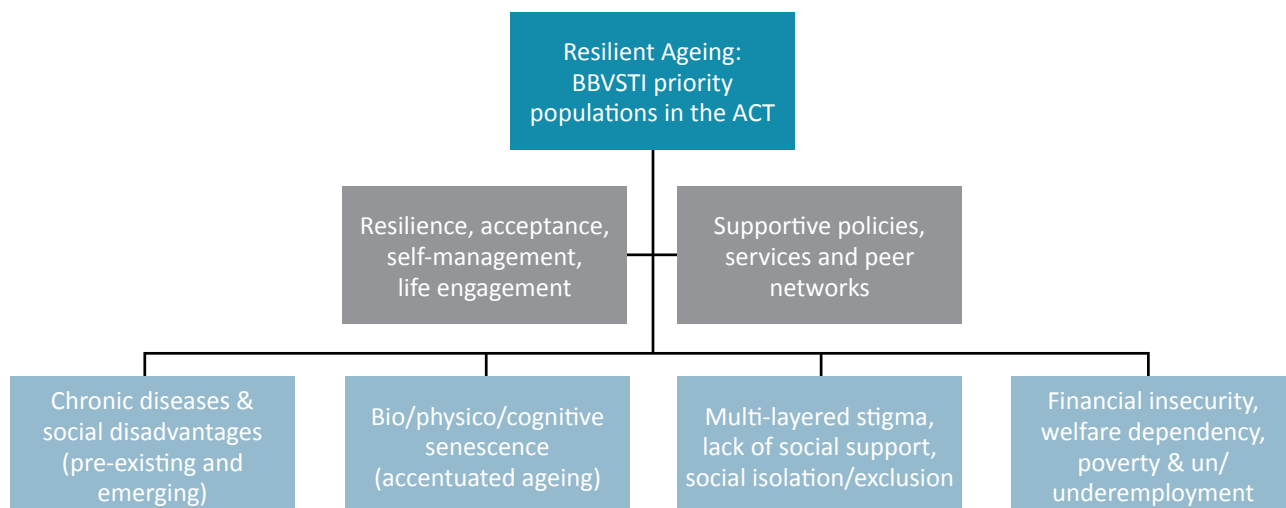 Resilient Ageing:
BBVSTI priority
populations in the ACT
Resilience, acceptance,
self-management,
life engagement
Supportive policies,
services and peer
networks
Chronic diseases &
social disadvantages
(pre-existing and
emerging)
Bio/physico/cognitive
senescence
(accentuated ageing)
Multi-layered stigma,
lack of social support,
social isolation/exclusion
Financial insecurity,
welfare dependency,
poverty & un/
underemployment